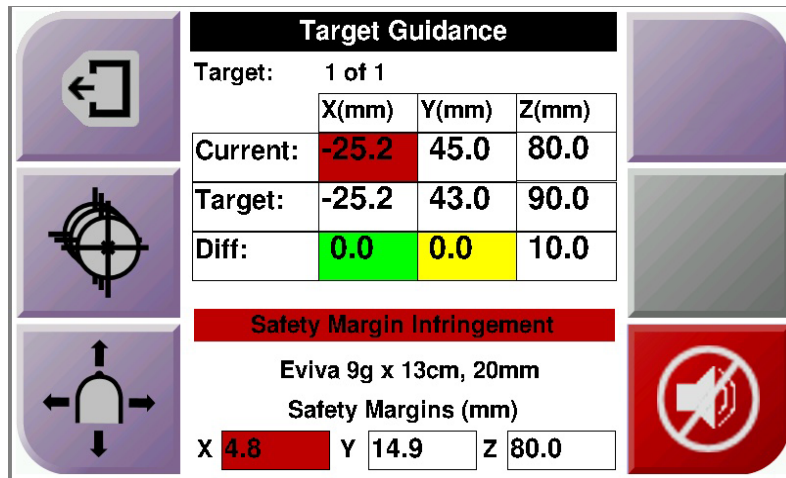 Target Guidance
Target: 1 of 1
X(mm) Y(mm) Z(mm)
Current: -25.2 45.0 80.0
Target: -25.2 43.0 90.0
Diff: 0.0 0.0 10.0
Safety Margin Infringement
Eviva 9g x 13cm, 20mm
Safety Margins (mm)
X 4.8 Y 14.9 Z 80.0